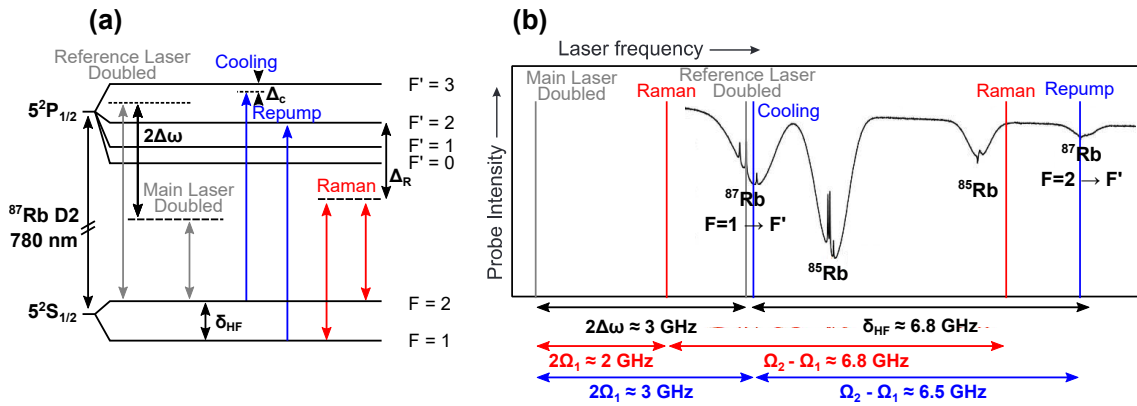 (a)
Reference Laser
Doubled
Cooling
Δc
F' = 3
5²P₁/₂
Repump
F' = 2
2Δω
F' = 1
F' = 0
Main Laser
Doubled
Raman
ΔR
⁸⁷Rb D2
780 nm
5²S₁/₂
δHF
F = 2
F = 1
(b)
Laser frequency
Main Laser
Doubled
Raman
Reference Laser
Doubled
Cooling
Raman
Repump
Probe Intensity
⁸⁷Rb
F=1 → F'
⁸⁵Rb
⁸⁵Rb
⁸⁷Rb
F=2 → F'
2Δω ≈ 3 GHz
δHF ≈ 6.8 GHz
2Ω₁ ≈ 2 GHz
Ω₂ - Ω₁ ≈ 6.8 GHz
2Ω₁ ≈ 3 GHz
Ω₂ - Ω₁ ≈ 6.5 GHz